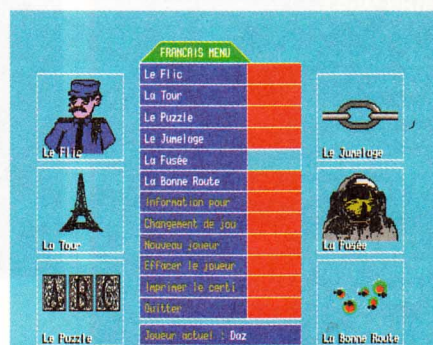 FRANCAIS MENU
Le Flic
La Tour
Le Puzzle
Le Jumelage
La Fusée
La Bonne Route
Information pour
Changement de jou
Nouveau joueur
Effacer le joueur
Imprimer le certi
Quitter
Joueur actuel : Daz
Le Flic
La Tour
ABC
Le Puzzle
Le Jumelage
La Fusée
La Bonne Route